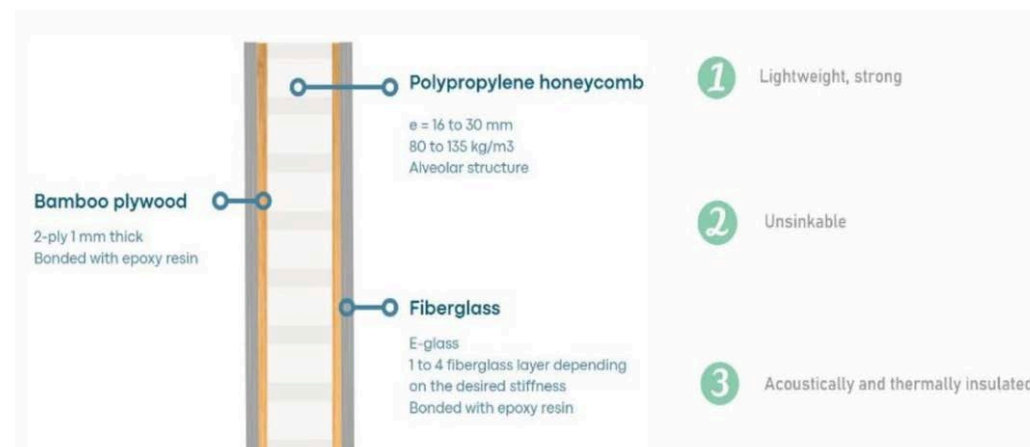 Polypropylene honeycomb
e = 16 to 30 mm
80 to 135 kg/m3
Alveolar structure
Bamboo plywood
2-ply 1 mm thick
Bonded with epoxy resin
Fiberglass
E-glass
1 to 4 fiberglass layer depending
on the desired stiffness
Bonded with epoxy resin
1 Lightweight, strong
2 Unsinkable
3 Acoustically and thermally insulated